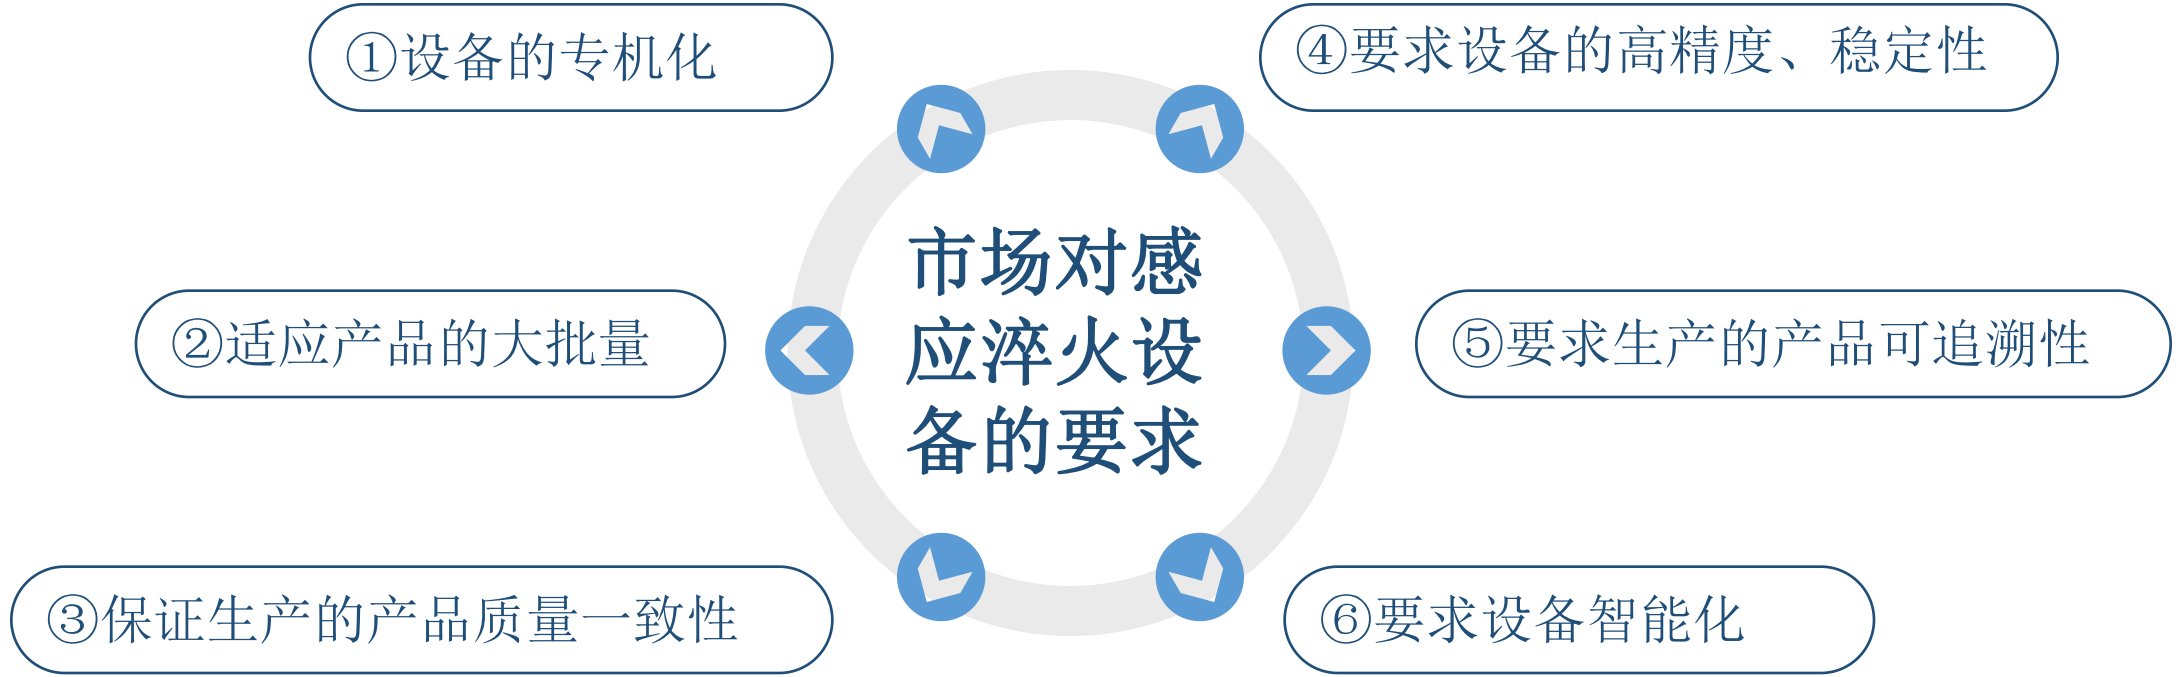 ①设备的专机化
②适应产品的大批量
③保证生产的产品质量一致性
市场对感
应淬火设
备的要求
④要求设备的高精度、稳定性
⑤要求生产的产品可追溯性
⑥要求设备智能化